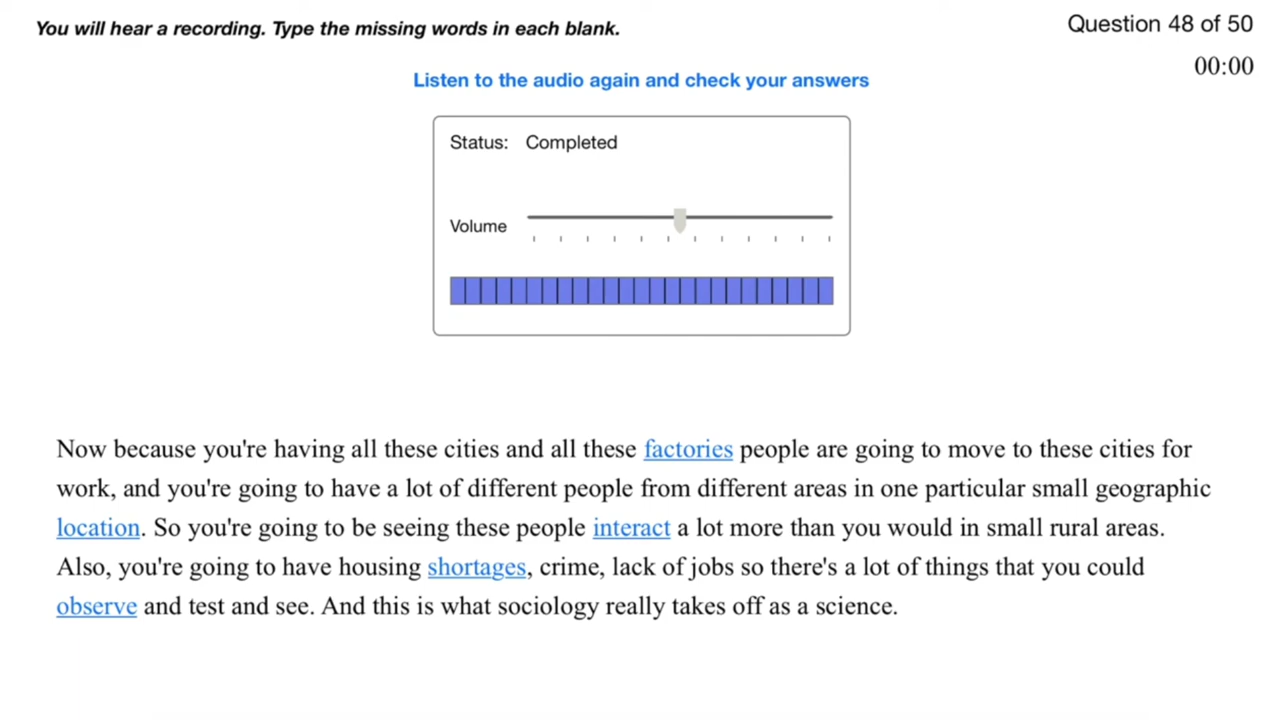 You will hear a recording. Type the missing words in each blank.
Question 48 of 50
00:00
Listen to the audio again and check your answers
Status: Completed
Volume
Now because you're having all these cities and all these factories people are going to move to these cities for
work, and you're going to have a lot of different people from different areas in one particular small geographic
location. So you're going to be seeing these people interact a lot more than you would in small rural areas.
Also, you're going to have housing shortages, crime, lack of jobs so there's a lot of things that you could
observe and test and see. And this is what sociology really takes off as a science.